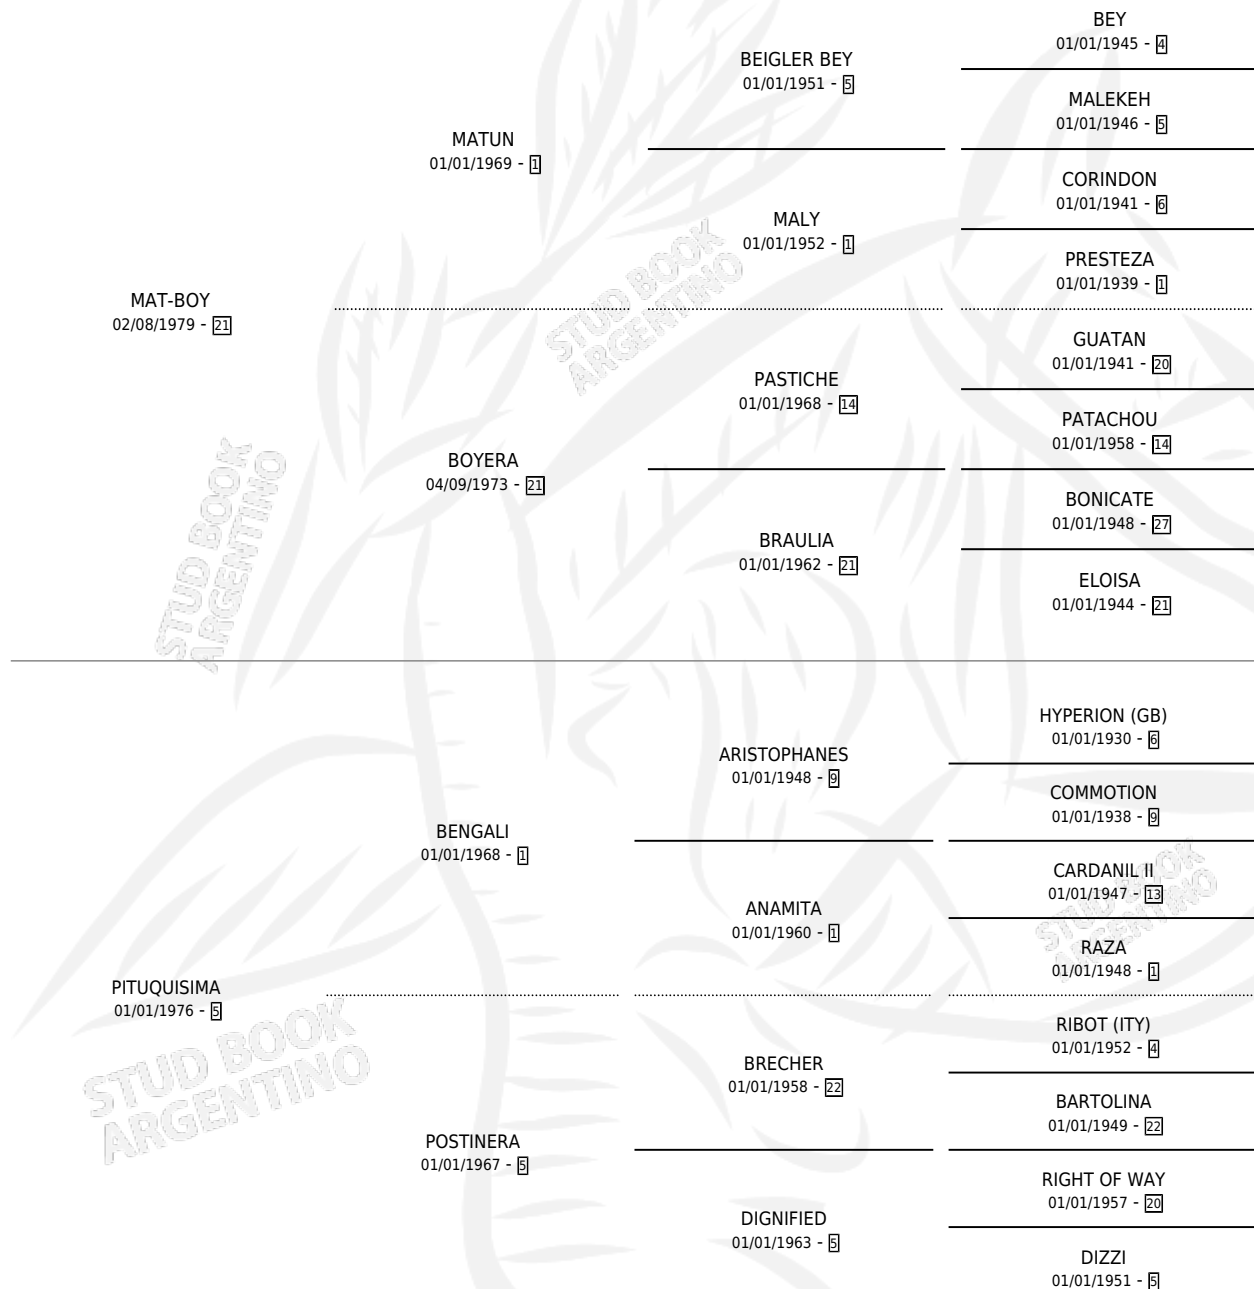 MAT-BOY
02/08/1979 - 21
MATUN
01/01/1969 - 1
BEIGLER BEY
01/01/1951 - 5
BEY
01/01/1945 - 4
MALEKEH
01/01/1946 - 5
MALY
01/01/1952 - 1
CORINDON
01/01/1941 - 6
PRESTEZA
01/01/1939 - 1
BOYERA
04/09/1973 - 21
PASTICHE
01/01/1968 - 14
GUATAN
01/01/1941 - 20
PATACHOU
01/01/1958 - 14
BRAULIA
01/01/1962 - 21
BONICATE
01/01/1948 - 27
ELOISA
01/01/1944 - 21
PITUQUISIMA
01/01/1976 - 5
BENGALI
01/01/1968 - 1
ARISTOPHANES
01/01/1948 - 9
HYPERION (GB)
01/01/1930 - 6
COMMOTION
01/01/1938 - 9
ANAMITA
01/01/1960 - 1
CARDANIL II
01/01/1947 - 13
RAZA
01/01/1948 - 1
POSTINERA
01/01/1967 - 5
BRECHER
01/01/1958 - 22
RIBOT (ITY)
01/01/1952 - 4
BARTOLINA
01/01/1949 - 22
DIGNIFIED
01/01/1963 - 5
RIGHT OF WAY
01/01/1957 - 20
DIZZI
01/01/1951 - 5
STUD BOOK
ARGENTINO
STUD BOOK
ARGENTINO
STUD BOOK
ARGENTINO
STUD BOOK
ARGENTINO